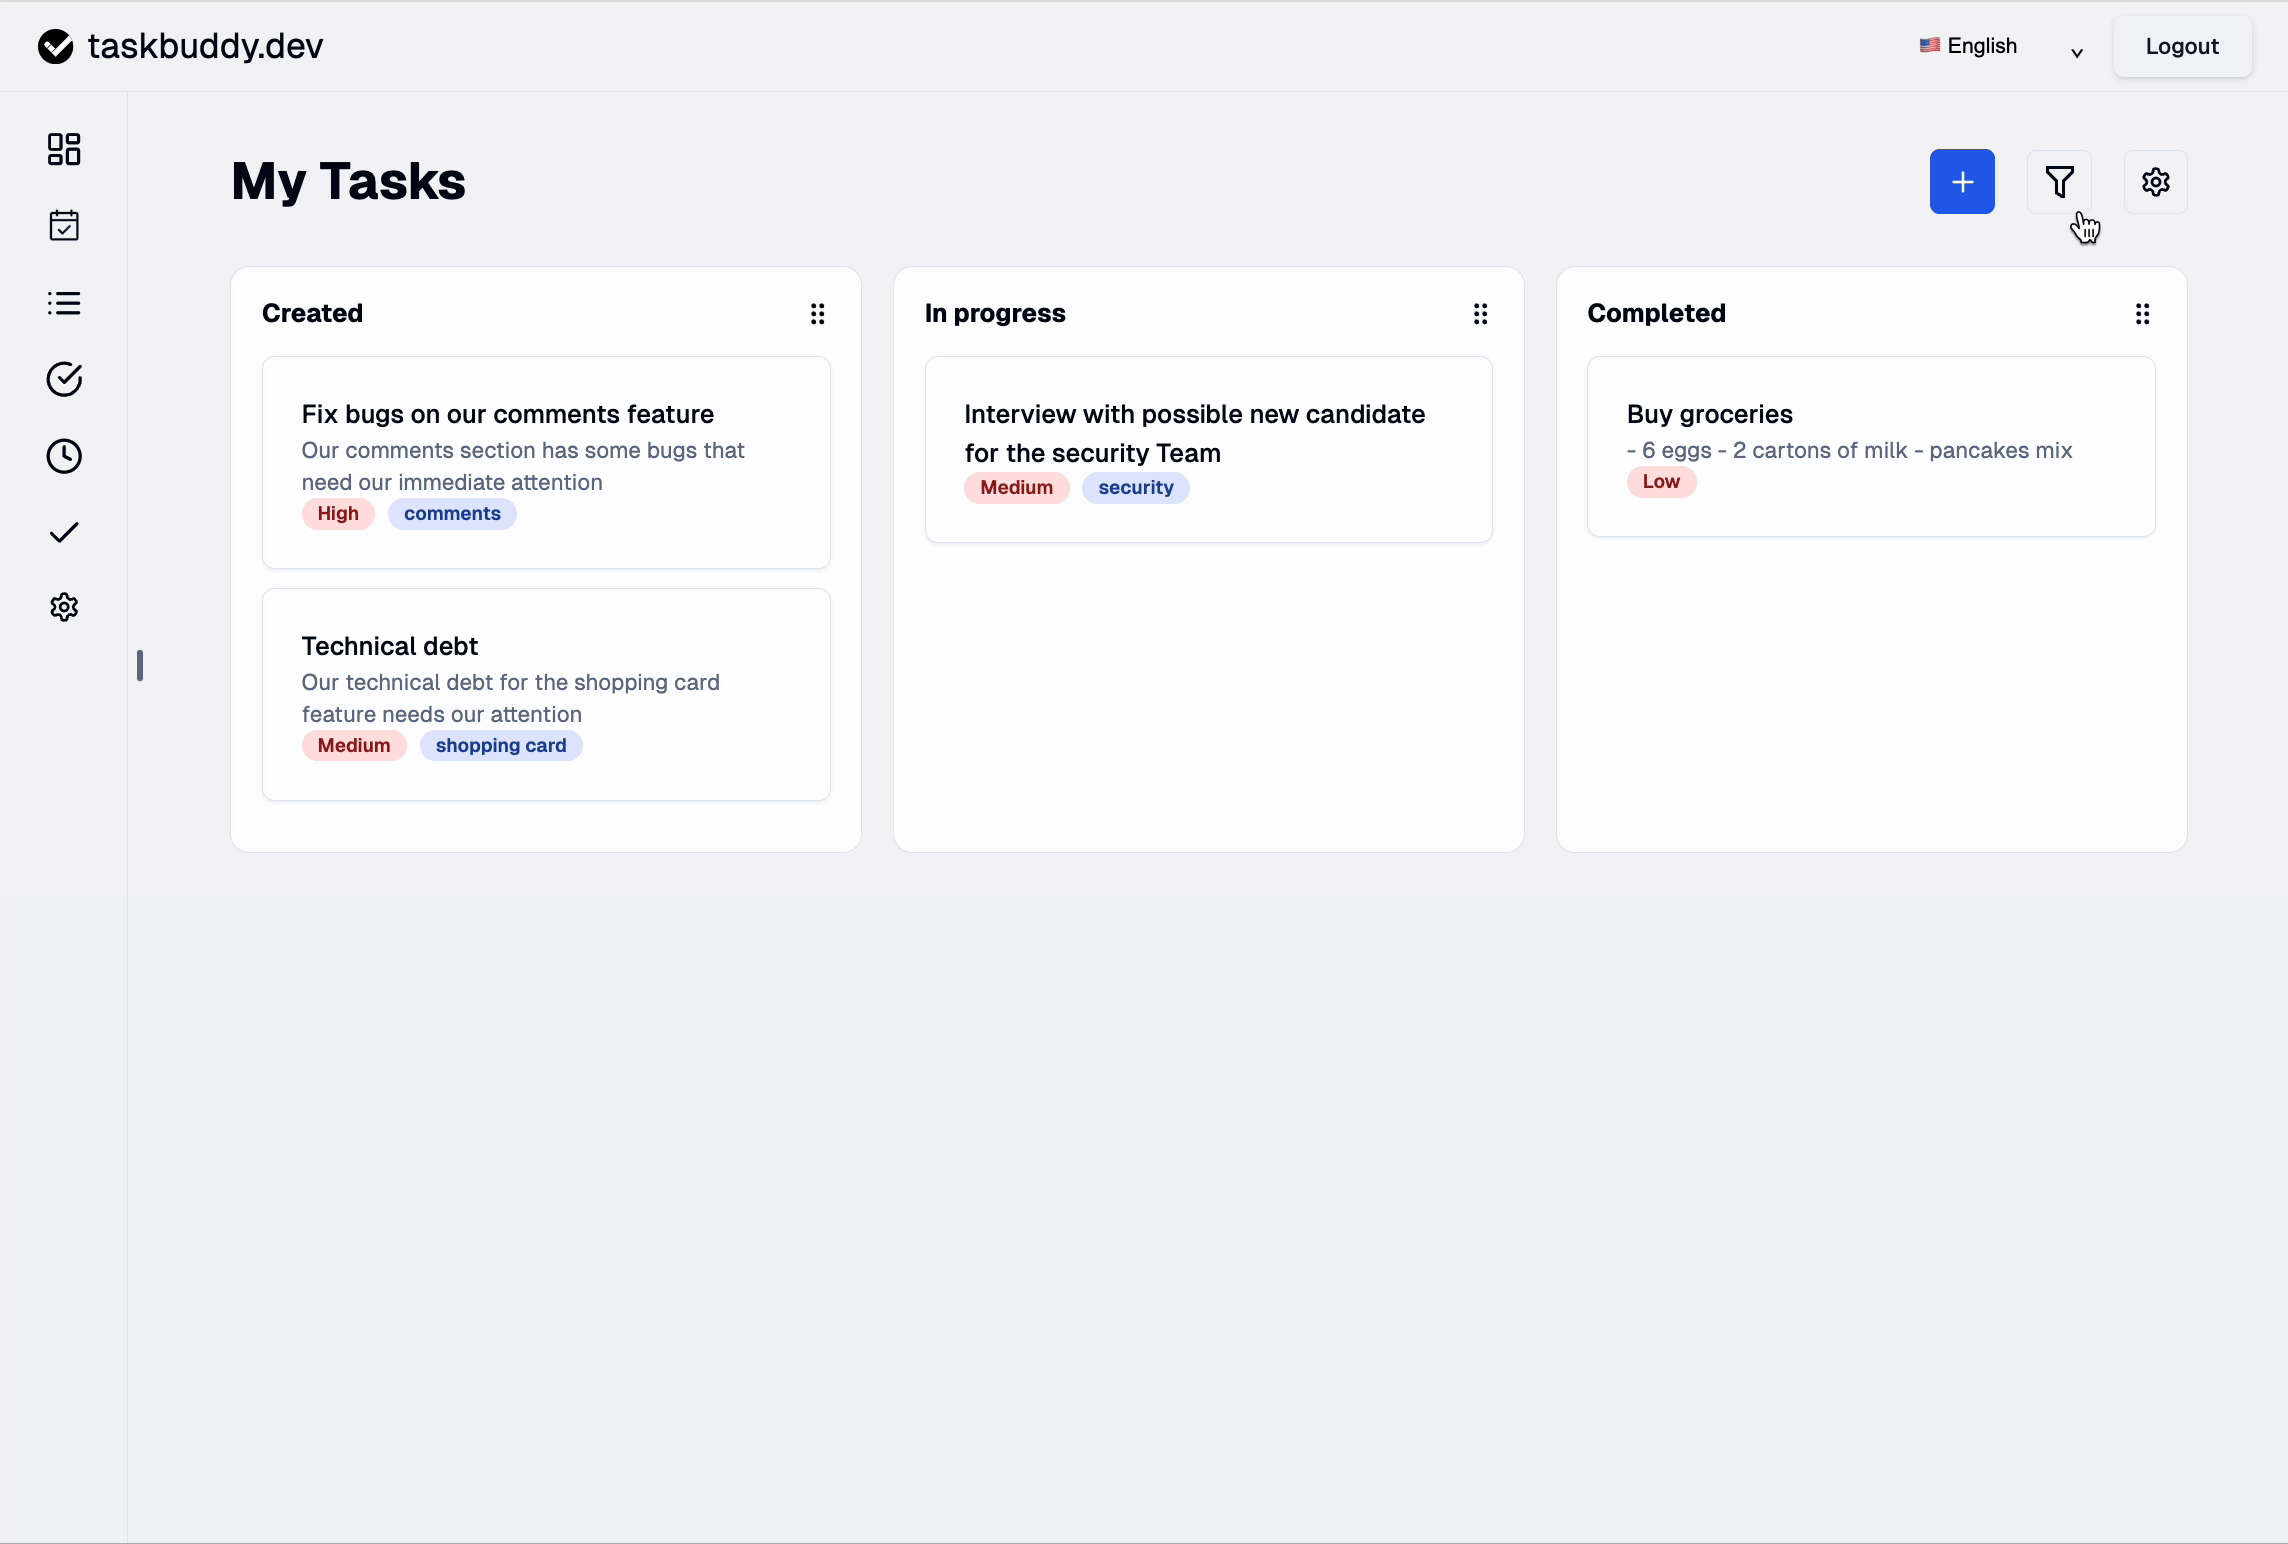 taskbuddy.dev
🇺🇸 English
Logout
My Tasks
Created
Fix bugs on our comments feature
Our comments section has some bugs that
need our immediate attention
High
comments
Technical debt
Our technical debt for the shopping card
feature needs our attention
Medium
shopping card
In progress
Interview with possible new candidate
for the security Team
Medium
security
Completed
Buy groceries
- 6 eggs - 2 cartons of milk - pancakes mix
Low